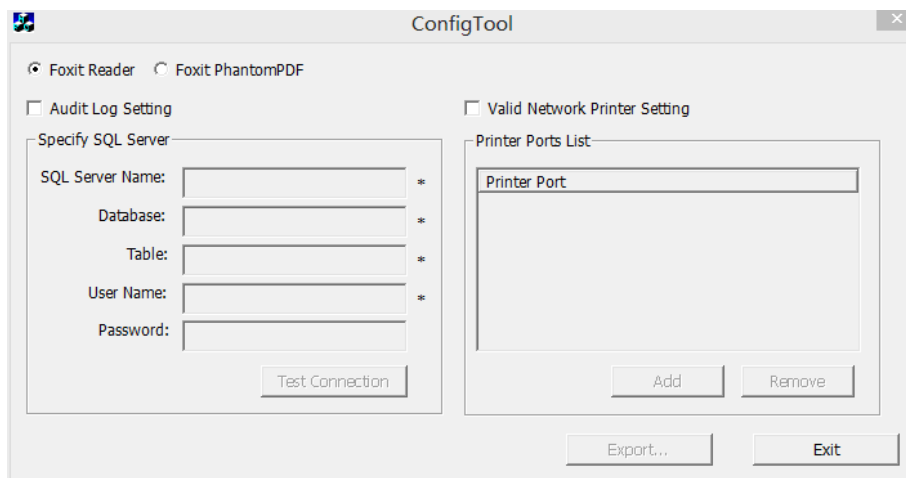 ConfigTool
Foxit Reader
Foxit PhantomPDF
Audit Log Setting
Specify SQL Server
SQL Server Name: *
Database: *
Table: *
User Name: *
Password:
Test Connection
Valid Network Printer Setting
Printer Ports List
Printer Port
Add
Remove
Export...
Exit